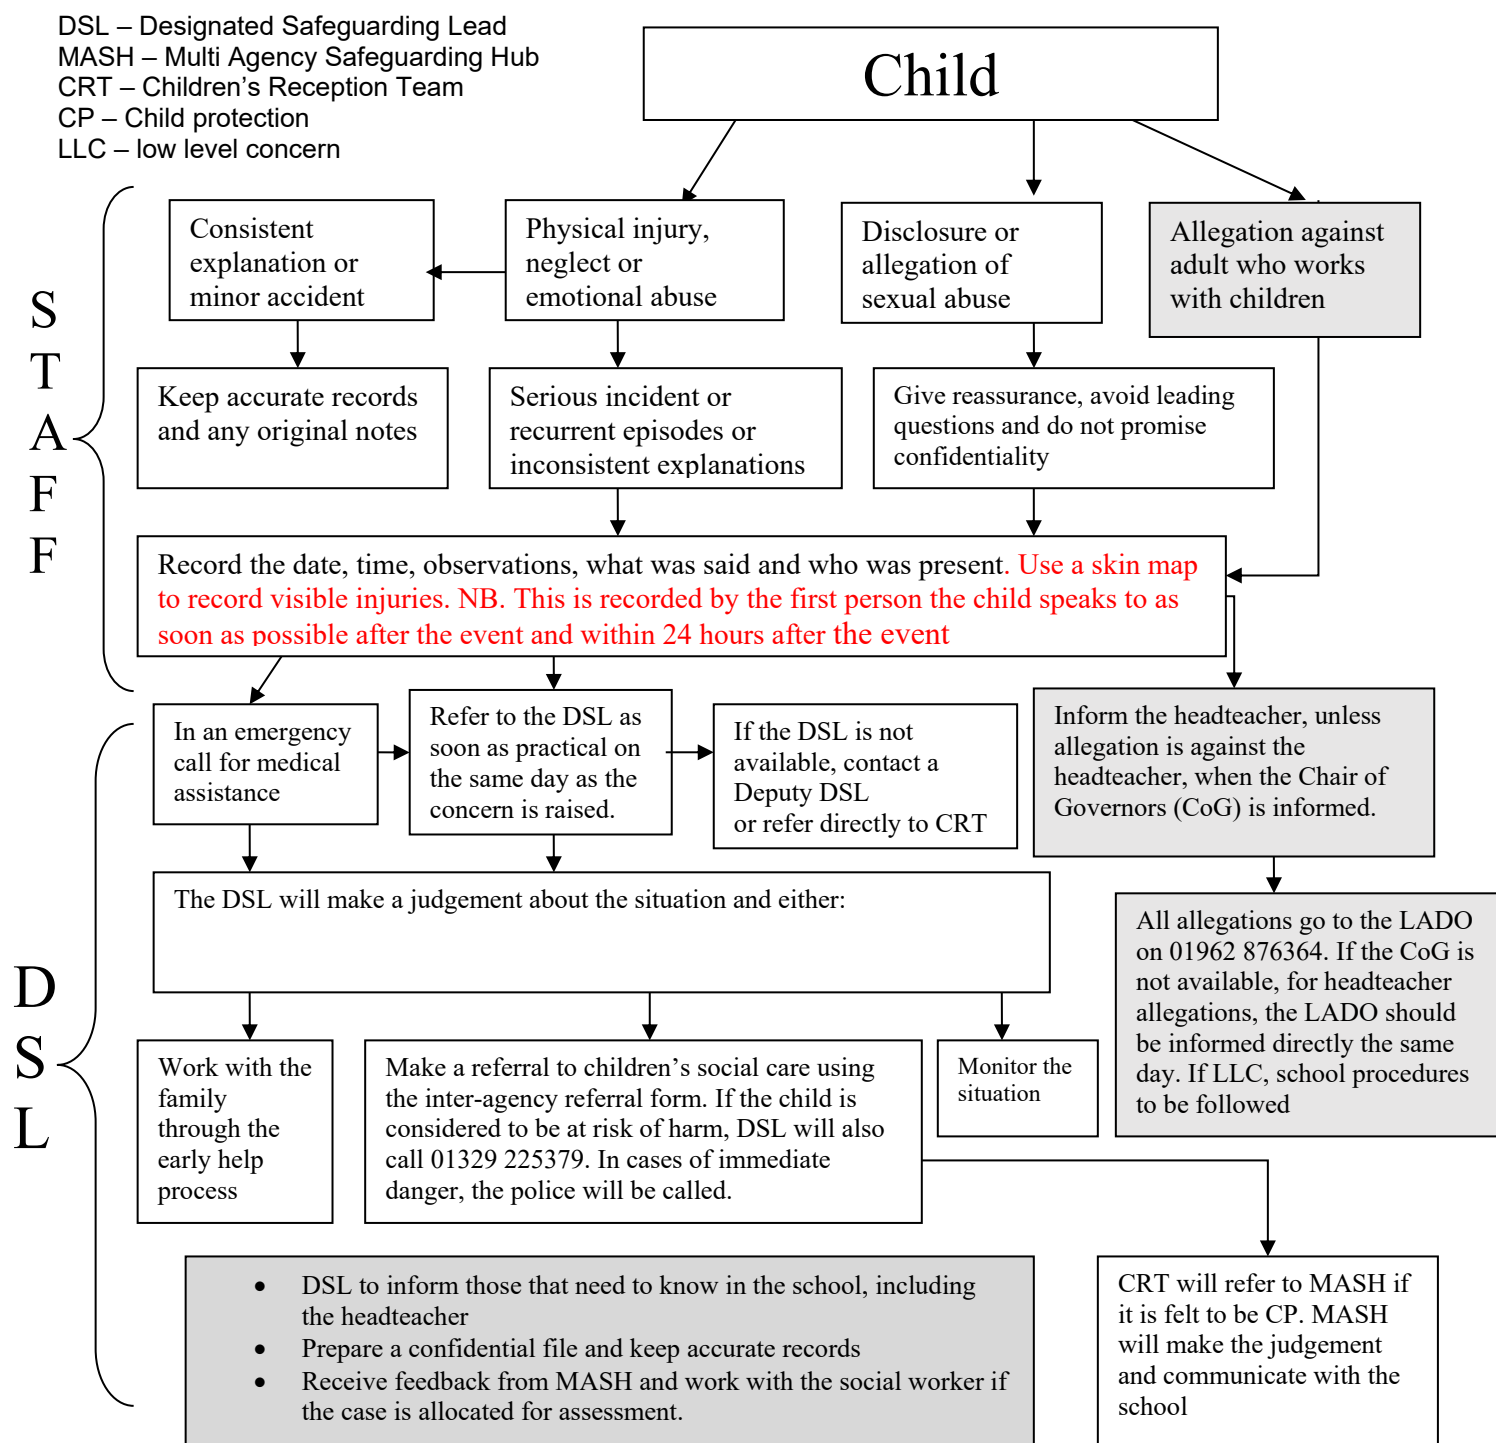 DSL – Designated Safeguarding Lead
MASH – Multi Agency Safeguarding Hub
CRT – Children's Reception Team
CP – Child protection
LLC – low level concern
Child
S
T
A
F
F
Consistent
explanation or
minor accident
Physical injury,
neglect or
emotional abuse
Disclosure or
allegation of
sexual abuse
Allegation against
adult who works
with children
Keep accurate records
and any original notes
Serious incident or
recurrent episodes or
inconsistent explanations
Give reassurance, avoid leading
questions and do not promise
confidentiality
Record the date, time, observations, what was said and who was present. Use a skin map
to record visible injuries. NB. This is recorded by the first person the child speaks to as
soon as possible after the event and within 24 hours after the event
D
S
L
In an emergency
call for medical
assistance
Refer to the DSL as
soon as practical on
the same day as the
concern is raised.
If the DSL is not
available, contact a
Deputy DSL
or refer directly to CRT
Inform the headteacher, unless
allegation is against the
headteacher, when the Chair of
Governors (CoG) is informed.
The DSL will make a judgement about the situation and either:
All allegations go to the LADO
on 01962 876364. If the CoG is
not available, for headteacher
allegations, the LADO should
be informed directly the same
day. If LLC, school procedures
to be followed
Work with the
family
through the
early help
process
Make a referral to children's social care using
the inter-agency referral form. If the child is
considered to be at risk of harm, DSL will also
call 01329 225379. In cases of immediate
danger, the police will be called.
Monitor the
situation
• DSL to inform those that need to know in the school, including
the headteacher
• Prepare a confidential file and keep accurate records
• Receive feedback from MASH and work with the social worker if
the case is allocated for assessment.
CRT will refer to MASH if
it is felt to be CP. MASH
will make the judgement
and communicate with the
school